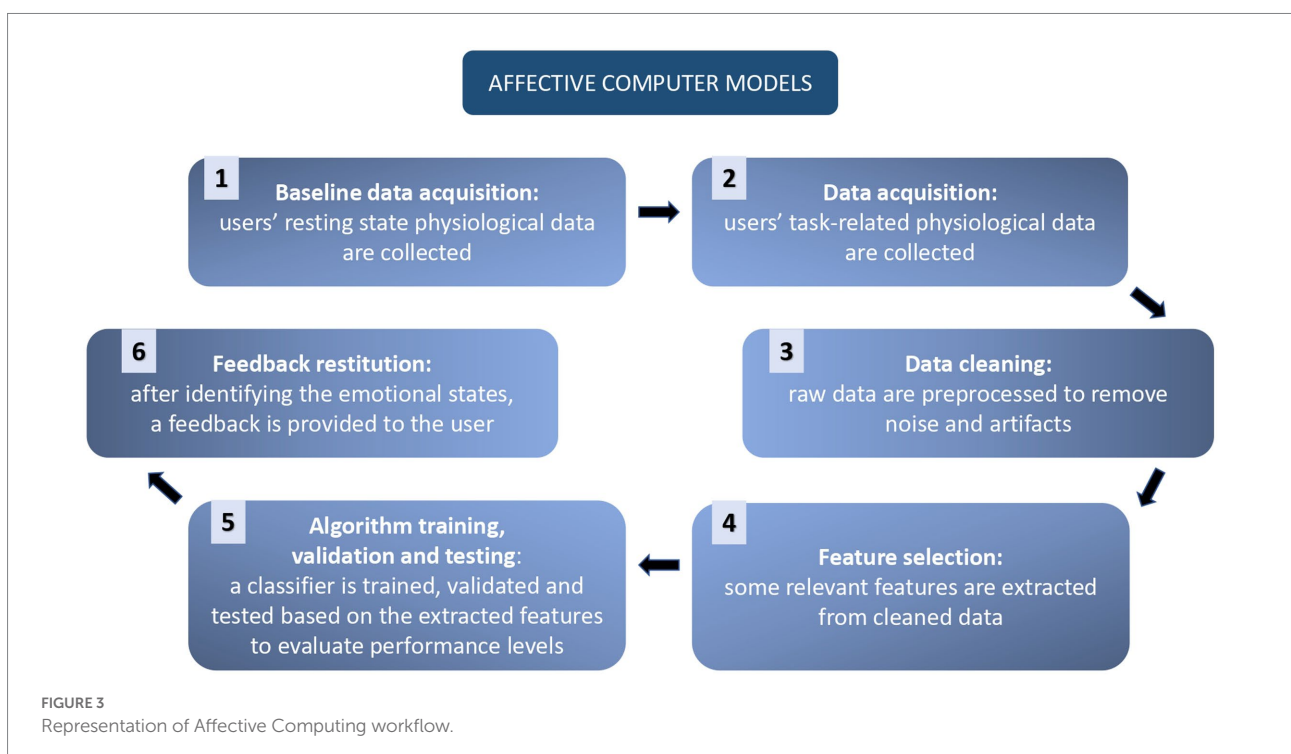 AFFECTIVE COMPUTER MODELS
1
Baseline data acquisition:
users’ resting state physiological data
are collected
2
Data acquisition:
users’ task-related physiological data
are collected
3
Data cleaning:
raw data are preprocessed to remove
noise and artifacts
4
Feature selection:
some relevant features are extracted
from cleaned data
5
Algorithm training,
validation and testing:
a classifier is trained, validated and
tested based on the extracted features
to evaluate performance levels
6
Feedback restitution:
after identifying the emotional states,
a feedback is provided to the user
FIGURE 3
Representation of Affective Computing workflow.